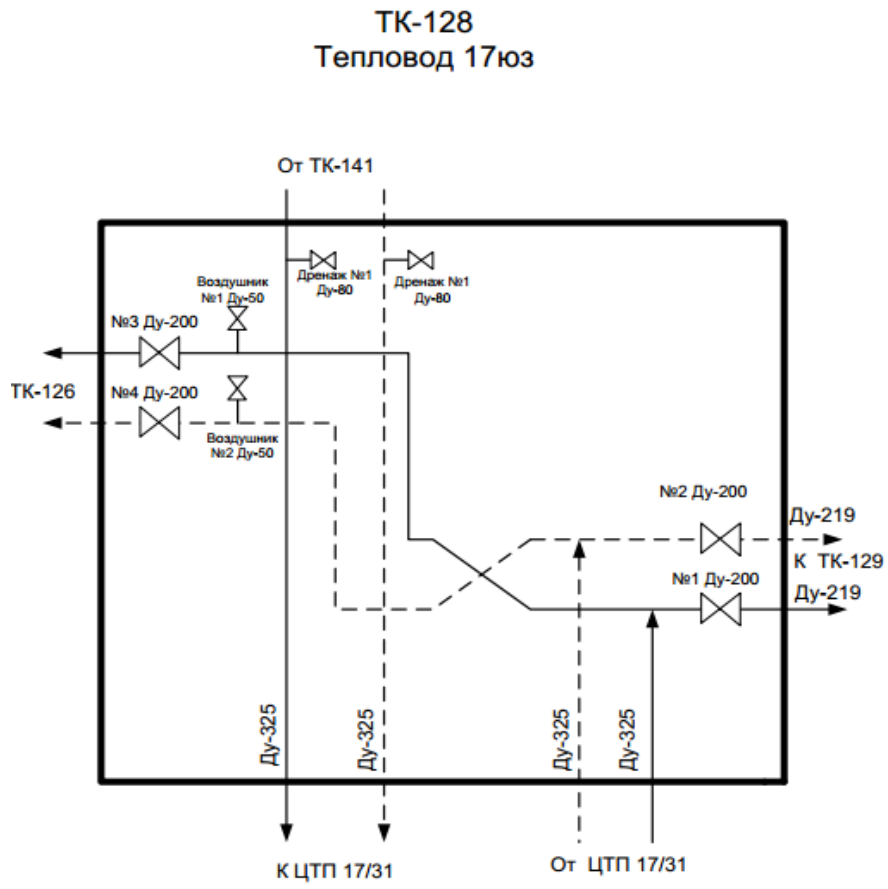 ТК-128
Тепловод 17юз
От ТК-141
Воздушник
№1 Ду-50
Дренаж №1
Ду-80
Дренаж №1
Ду-80
№3 Ду-200
ТК-126
№4 Ду-200
Воздушник
№2 Ду-50
№2 Ду-200
Ду-219
К ТК-129
№1 Ду-200
Ду-219
Ду-325
Ду-325
Ду-325
Ду-325
К ЦТП 17/31
От ЦТП 17/31